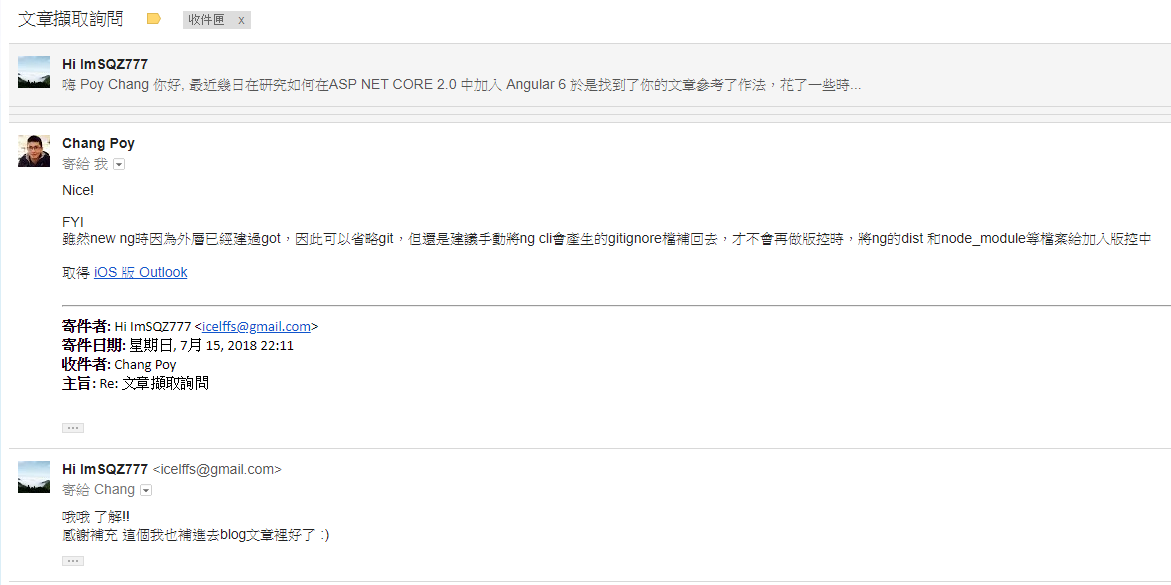 文章擷取詢問 收件匣 x
Hi ImSQZ777
嗨 Poy Chang 你好, 最近幾日在研究如何在ASP NET CORE 2.0 中加入 Angular 6 於是找到了你的文章參考了作法，花了一些時...
Chang Poy
寄給 我
Nice!
FYI
雖然new ng時因為外層已經建過got，因此可以省略git，但還是建議手動將ng cli會產生的gitignore檔補回去，才不會再做版控時，將ng的dist 和node_module等檔案給加入版控中
取得 iOS 版 Outlook
寄件者: Hi ImSQZ777 <icelffs@gmail.com>
寄件日期: 星期日, 7月 15, 2018 22:11
收件者: Chang Poy
主旨: Re: 文章擷取詢問
...
Hi ImSQZ777 <icelffs@gmail.com>
寄給 Chang
哦哦 了解!!
感謝補充 這個我也補進去blog文章裡好了 :)
...